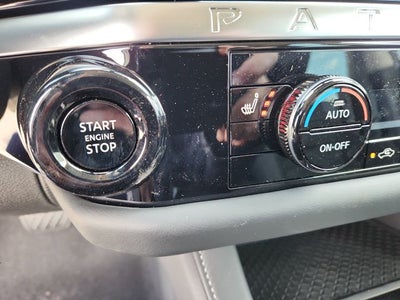 P A T
START
ENGINE
STOP
AUTO
ON-OFF